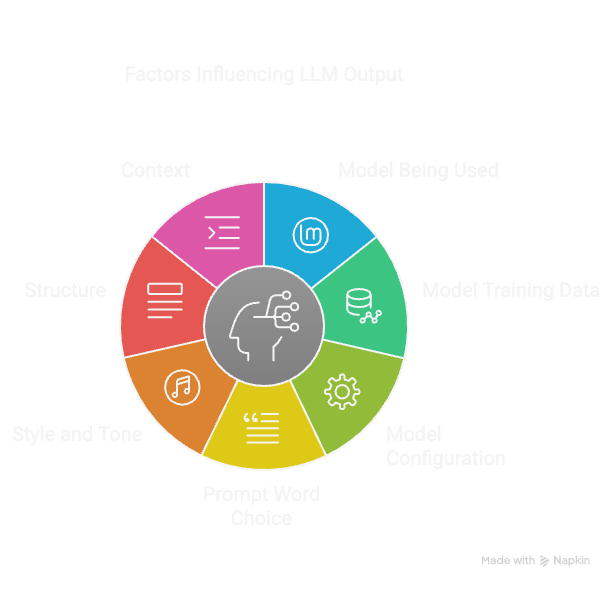 Factors Influencing LLM Output
Context
Model Being Used
Structure
Model Training Data
Style and Tone
Model
Configuration
Prompt Word
Choice
Made with Napkin